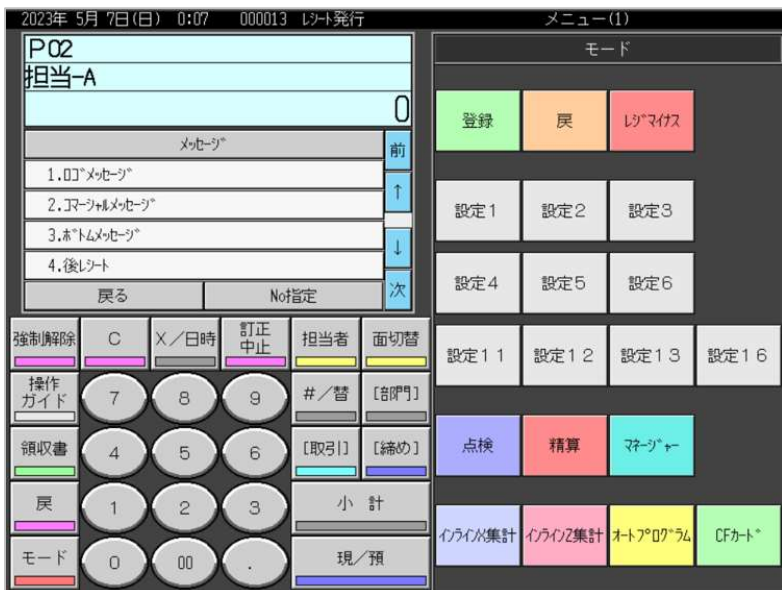 2023年 5月 7日(日) 0:07 000013 ﾚｼｰﾄ発行 メニュー(1)
P02
担当-A
0
ﾒｯｾｰｼﾞ
前
1.ﾛｺﾞﾒｯｾｰｼﾞ
↑
2.ｺﾏｰｼｬﾙﾒｯｾｰｼﾞ
3.ﾎﾞﾄﾑﾒｯｾｰｼﾞ
↓
4.後ﾚｼｰﾄ
戻る No指定 次
モード
登録 戻 ﾚｼﾞﾏｲﾅｽ
設定1 設定2 設定3
設定4 設定5 設定6
設定11 設定12 設定13 設定16
点検 精算 ﾏﾈｰｼﾞｬｰ
ｲﾝﾗｲﾝX集計 ｲﾝﾗｲﾝZ集計 ｵｰﾄﾌﾟﾛｸﾞﾗﾑ CFｶｰﾄﾞ
強制解除 C X/日時 訂正
中止 担当者 面切替
操作
ガイド 7 8 9 #/替 [部門]
領収書 4 5 6 [取引] [締め]
戻 1 2 3 小 計
モード 0 00 . 現/預